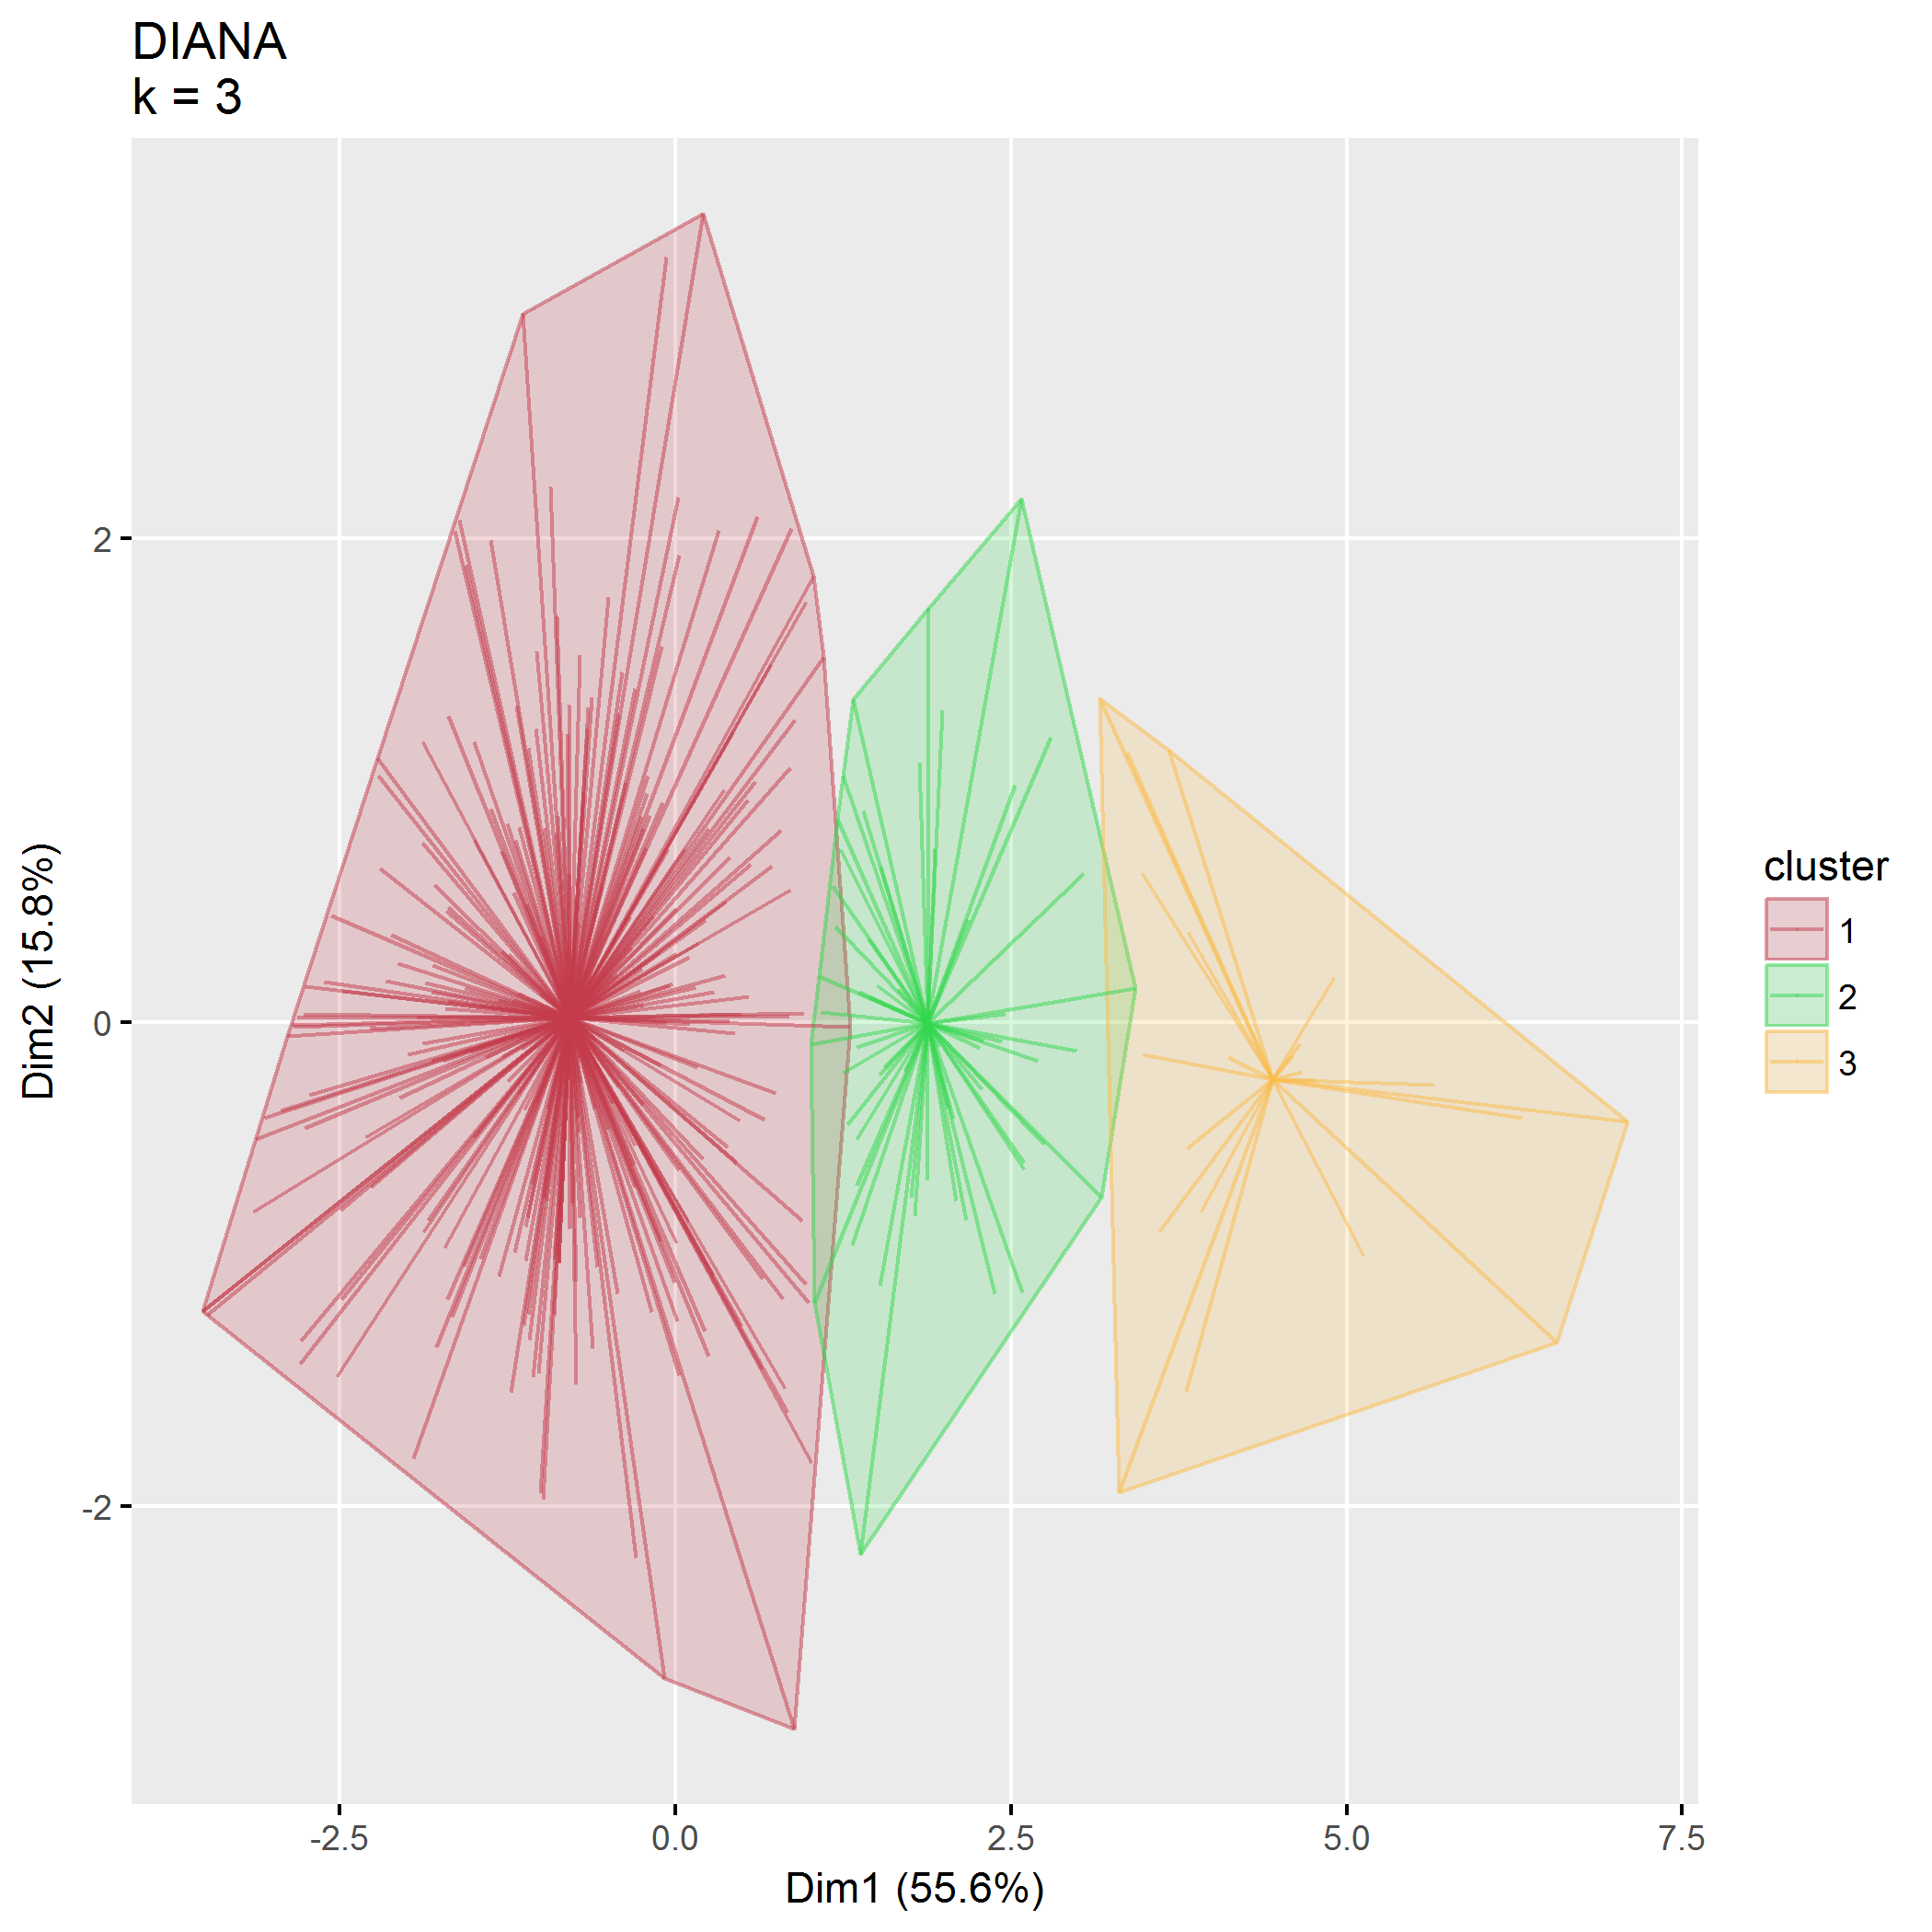 DIANA
k = 3
2
0
-2
Dim2 (15.8%)
-2.5 0.0 2.5 5.0 7.5
Dim1 (55.6%)
cluster
1
2
3